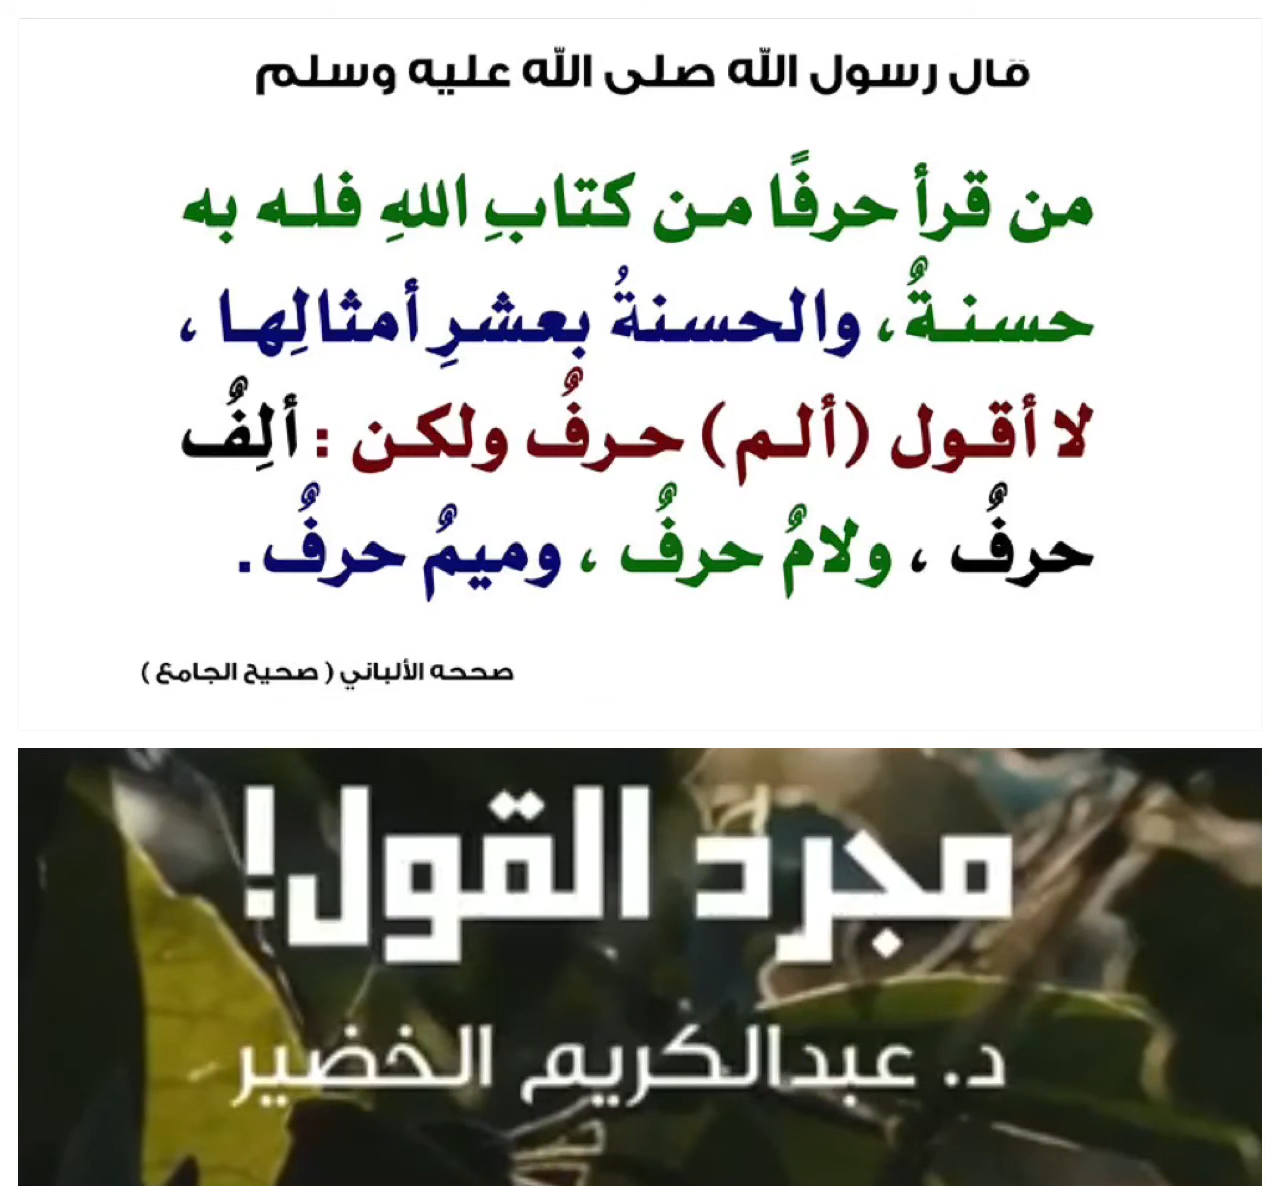 قال رسول الله صلى الله عليه وسلم
من قرأ حرفًا من كتابِ اللهِ فله به
حسنةٌ ، والحسنةُ بعشرِ أمثالِها ،
لا أقول (ألم) حرفٌ ولكن : ألِفٌ
حرفٌ ، ولامٌ حرفٌ ، وميمٌ حرفٌ .
صححه الألباني ( صحيح الجامع )
مجرد القول!
د. عبدالكريم الخضير